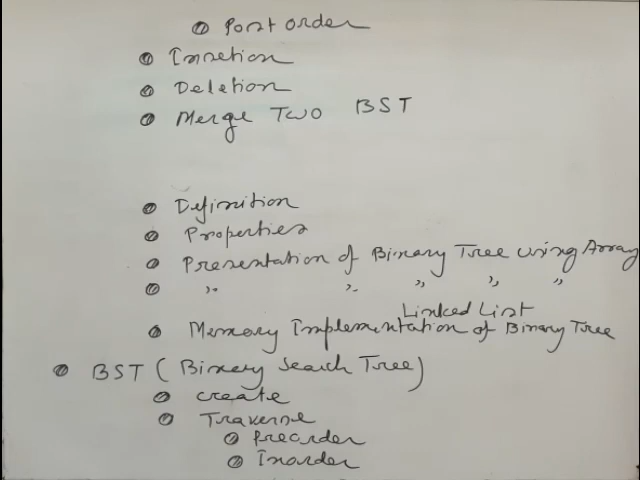 Post order
Insetion
Deletion
Merge Two BST
Definition
Properties
Presentation of Binary Tree using Array
" " " " "
Linked List
Memory Implementation of Binary Tree
BST (Binary Search Tree)
create
Traverse
Preorder
Inorder